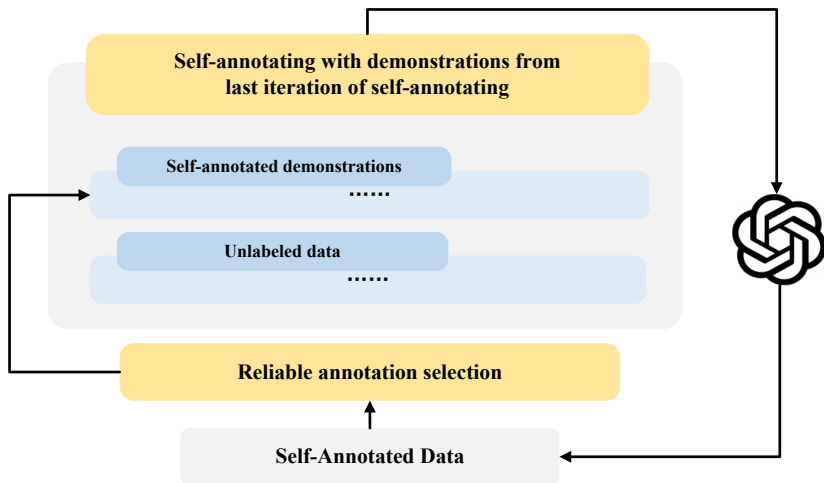 Self-annotating with demonstrations from
last iteration of self-annotating
Self-annotated demonstrations
......
Unlabeled data
......
Reliable annotation selection
Self-Annotated Data